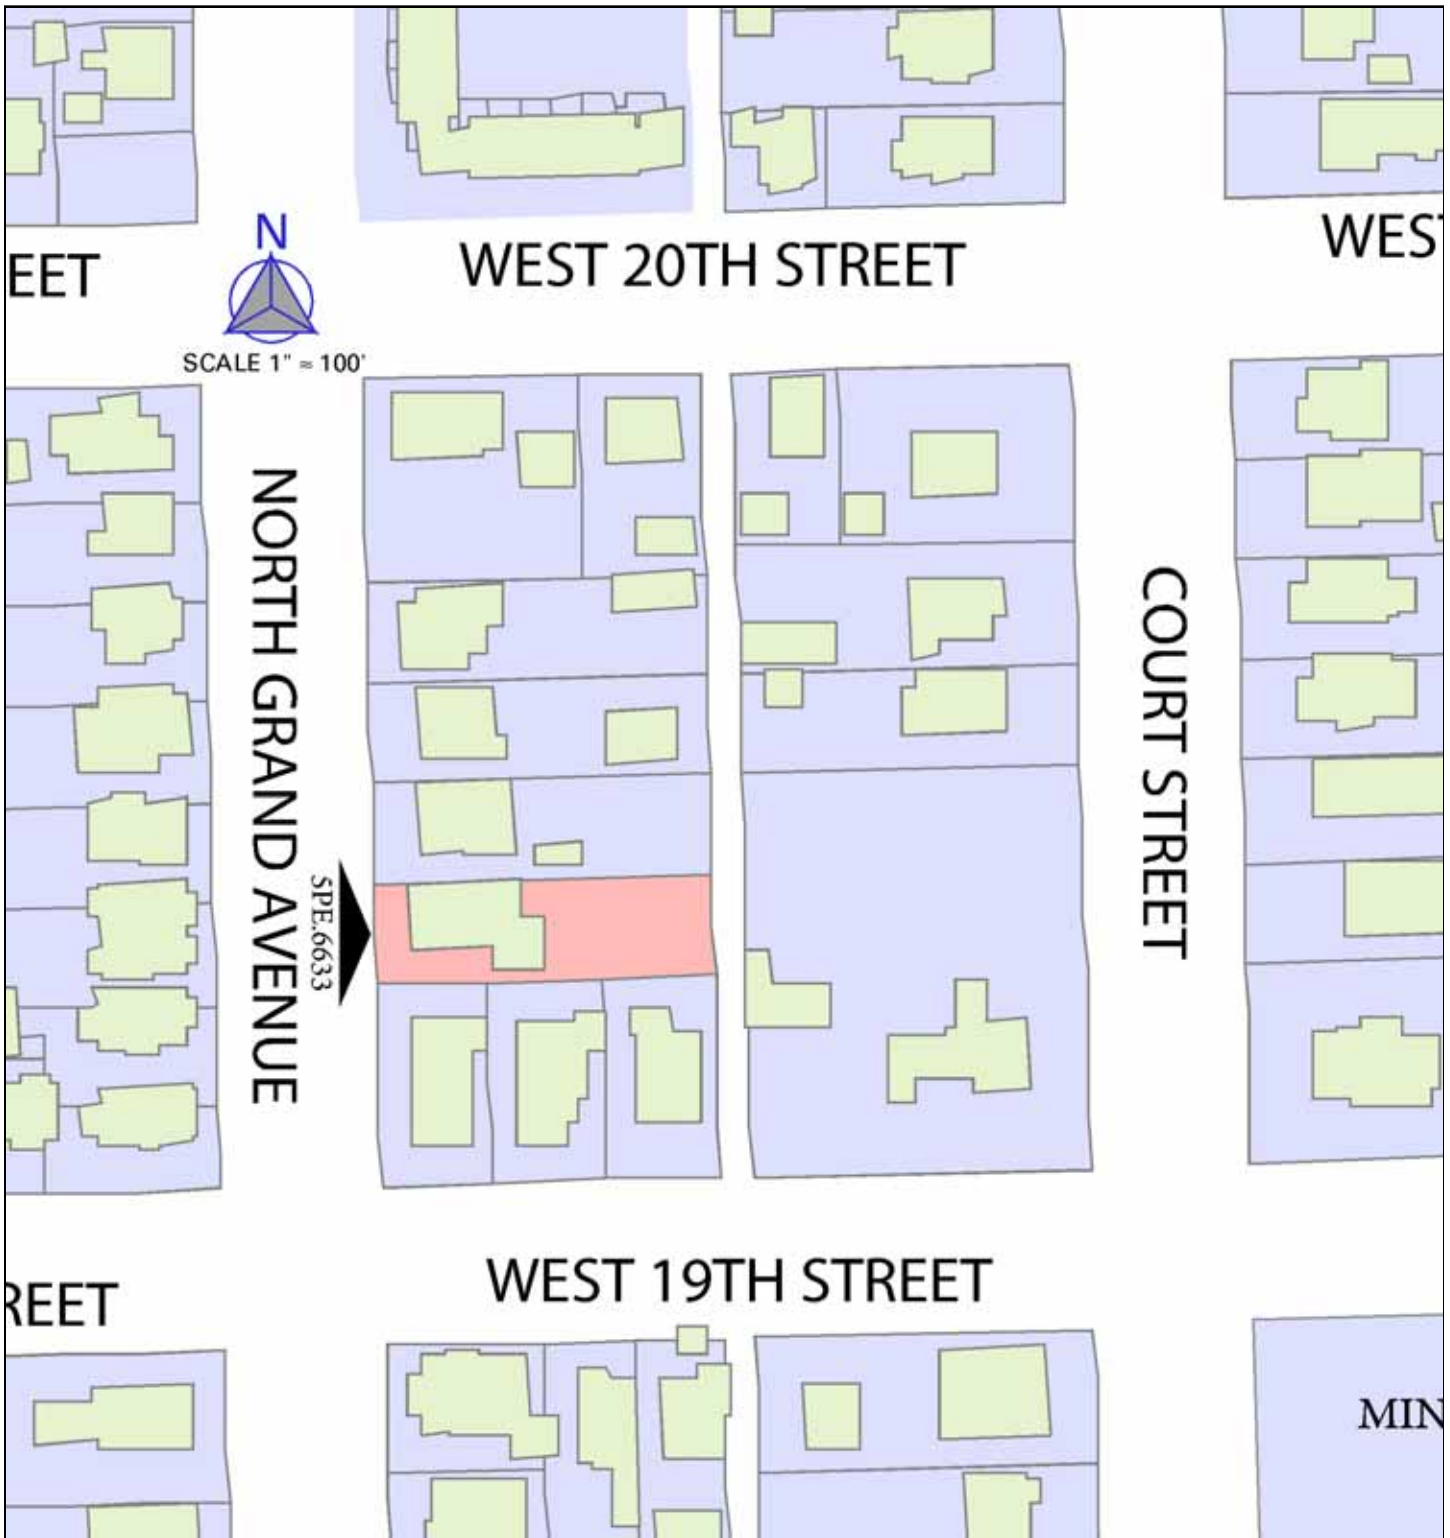 N
WEST 20TH STREET
WEST
EET
SCALE 1" ≈ 100'
NORTH GRAND AVENUE
SPE.6633
COURT STREET
WEST 19TH STREET
REET
MIN